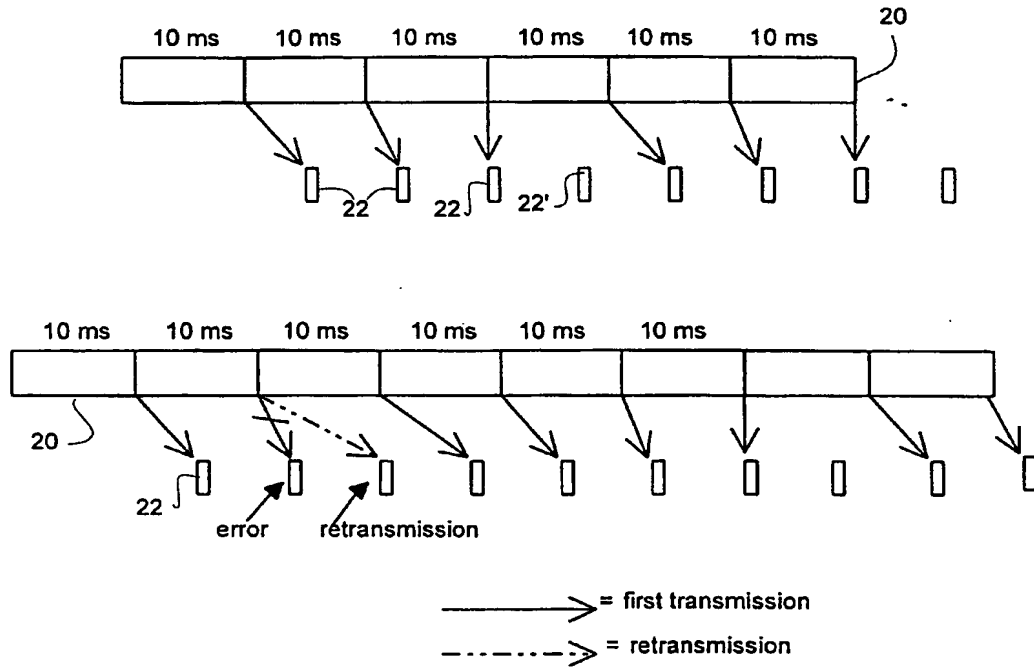 20
10 ms 10 ms 10 ms 10 ms 10 ms 10 ms
22 22 22'
10 ms 10 ms 10 ms 10 ms 10 ms 10 ms
20
22
error retransmission
= first transmission
= retransmission